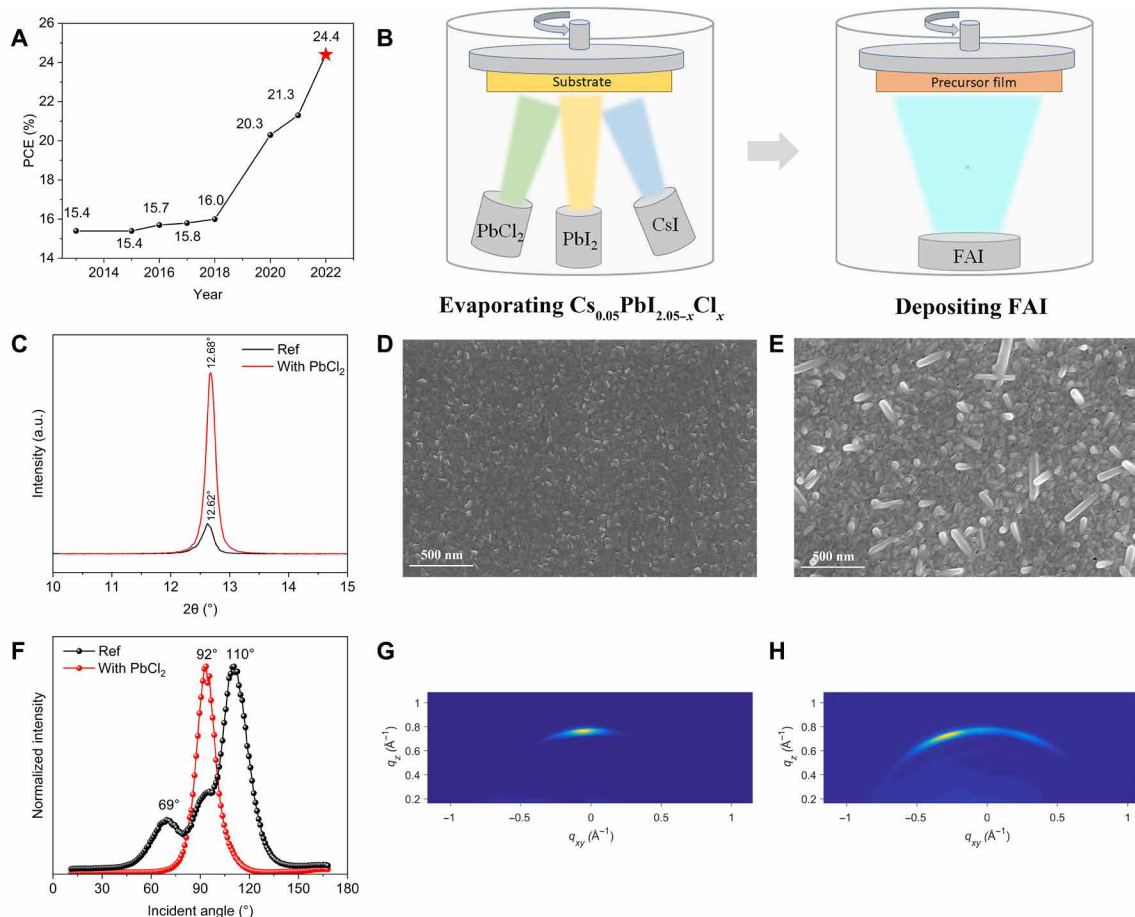 A
PCE (%)
26
24
22
20
18
16
14
15.4
15.4
15.7
15.8
16.0
20.3
21.3
24.4
2014
2016
2018
2020
2022
Year
B
Substrate
PbCl2
PbI2
CsI
Evaporating Cs0.05PbI2.05–xClx
Precursor film
FAI
Depositing FAI
C
Ref
With PbCl2
12.68°
12.62°
Intensity (a.u.)
10
11
12
13
14
15
2θ (°)
D
500 nm
E
500 nm
F
Ref
With PbCl2
69°
92°
110°
Normalized intensity
0
30
60
90
120
150
180
Incident angle (°)
G
qz (Å−1)
1
0.8
0.6
0.4
0.2
−1
−0.5
0
0.5
1
qxy (Å−1)
H
qz (Å−1)
1
0.8
0.6
0.4
0.2
−1
−0.5
0
0.5
1
qxy (Å−1)